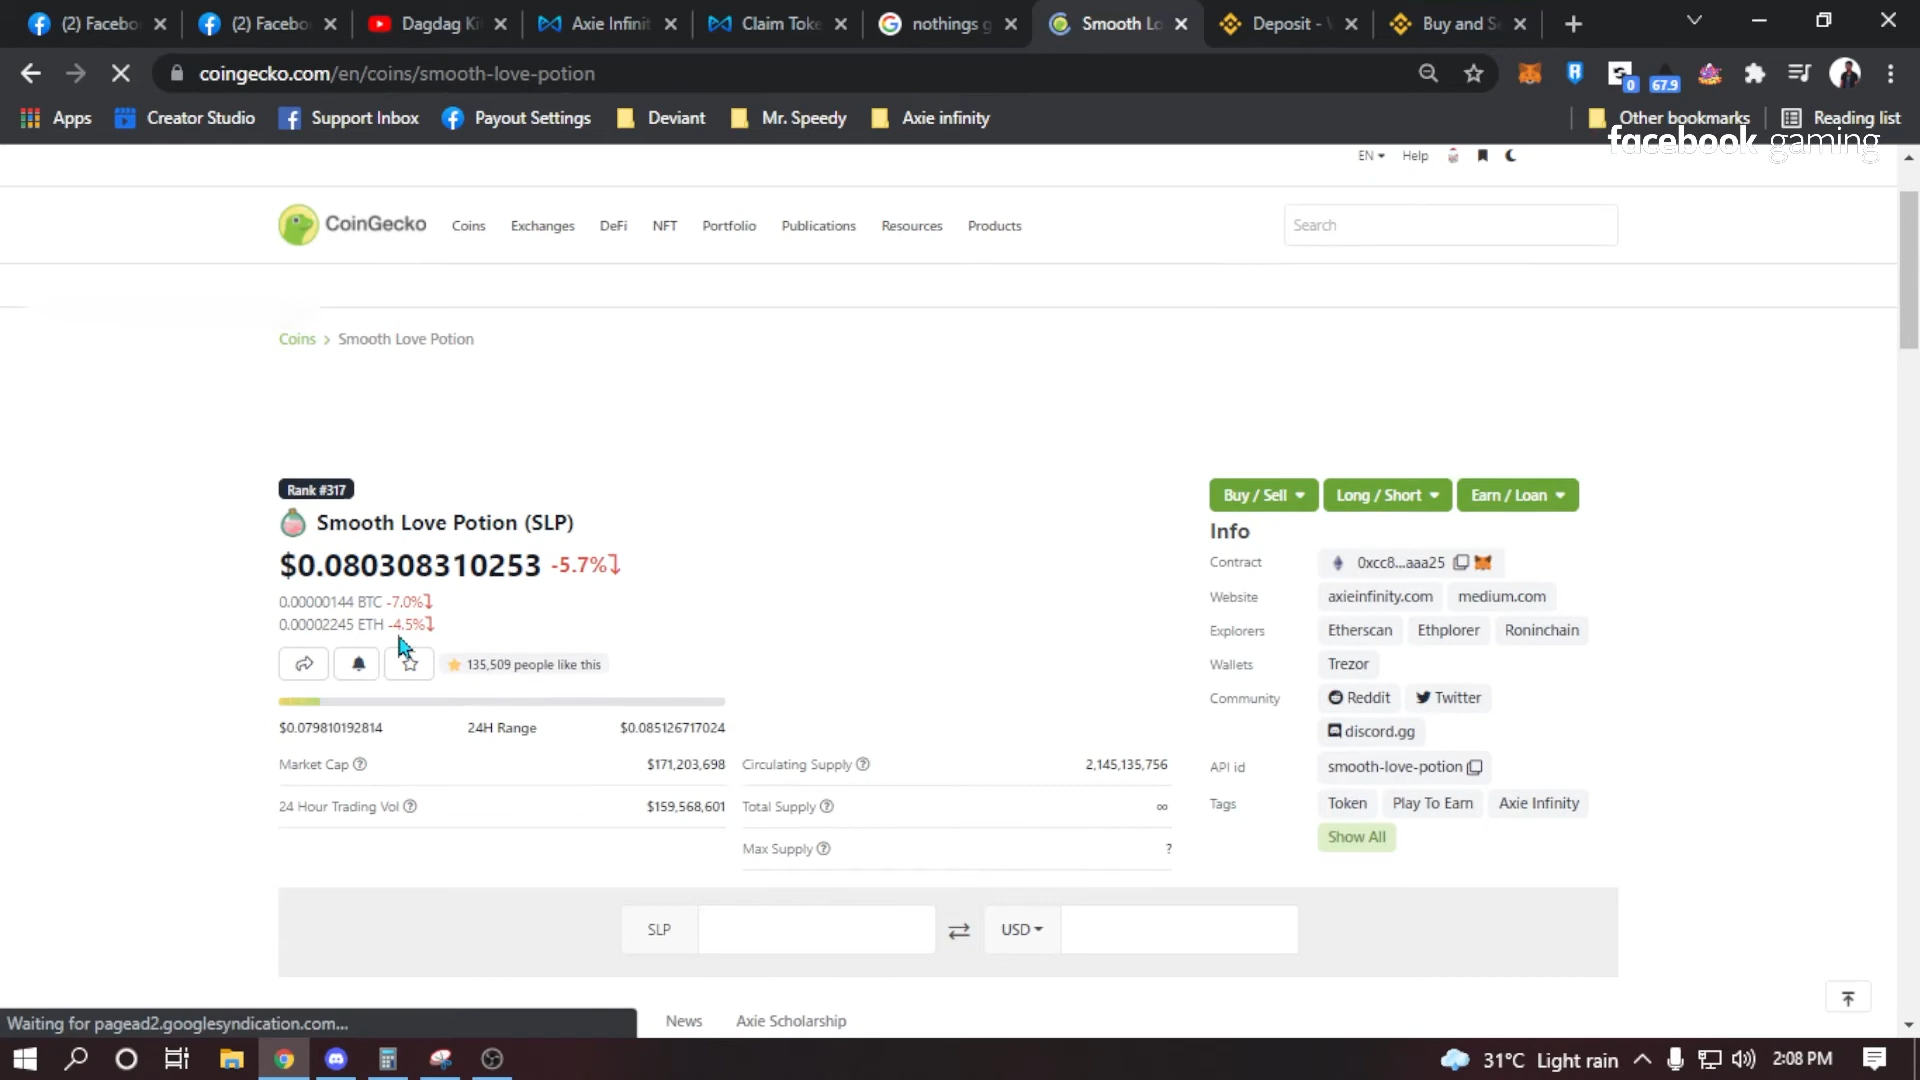 (2) Facebo
(2) Facebo
Dagdag Ki
Axie Infinit
Claim Toke
nothings g
Smooth Lo
Deposit -
Buy and Se
coingecko.com/en/coins/smooth-love-potion
0
67.9
Apps
Creator Studio
Support Inbox
Payout Settings
Deviant
Mr. Speedy
Axie infinity
Other bookmarks
Reading list
facebook gaming
EN
Help
CoinGecko
Coins
Exchanges
DeFi
NFT
Portfolio
Publications
Resources
Products
Search
Coins > Smooth Love Potion
Rank #317
Smooth Love Potion (SLP)
$0.080308310253 -5.7%
0.00000144 BTC -7.0%
0.00002245 ETH -4.5%
135,509 people like this
$0.079810192814
24H Range
$0.085126717024
Market Cap
$171,203,698
24 Hour Trading Vol
$159,568,601
Circulating Supply
2,145,135,756
Total Supply
∞
Max Supply
?
Buy / Sell
Long / Short
Earn / Loan
Info
Contract
0xcc8...aaa25
Website
axieinfinity.com
medium.com
Explorers
Etherscan
Ethplorer
Roninchain
Wallets
Trezor
Community
Reddit
Twitter
discord.gg
API id
smooth-love-potion
Tags
Token
Play To Earn
Axie Infinity
Show All
SLP
USD
News
Axie Scholarship
Waiting for pagead2.googlesyndication.com...
31°C Light rain
2:08 PM